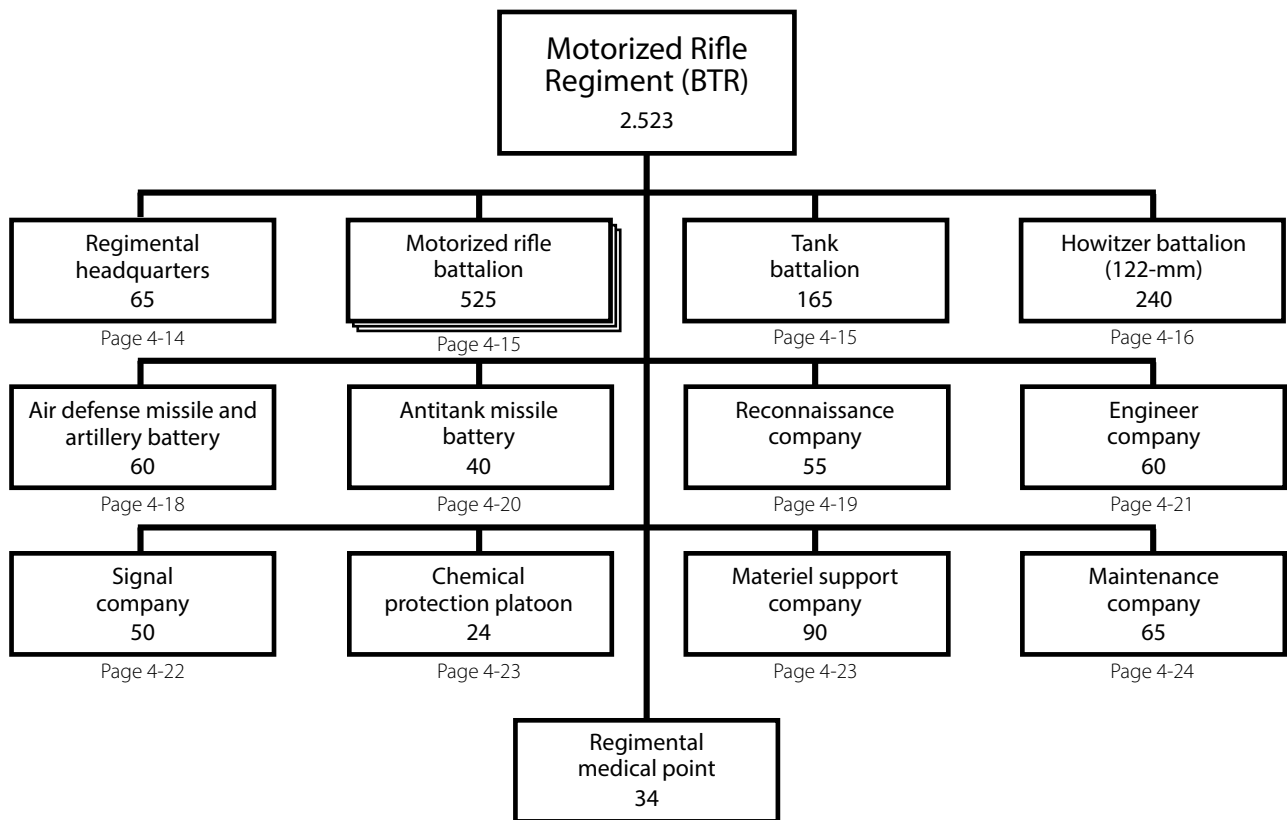 Motorized Rifle
Regiment (BTR)
2.523
Regimental
headquarters
65
Page 4-14
Motorized rifle
battalion
525
Page 4-15
Tank
battalion
165
Page 4-15
Howitzer battalion
(122-mm)
240
Page 4-16
Air defense missile and
artillery battery
60
Page 4-18
Antitank missile
battery
40
Page 4-20
Reconnaissance
company
55
Page 4-19
Engineer
company
60
Page 4-21
Signal
company
50
Page 4-22
Chemical
protection platoon
24
Page 4-23
Materiel support
company
90
Page 4-23
Maintenance
company
65
Page 4-24
Regimental
medical point
34